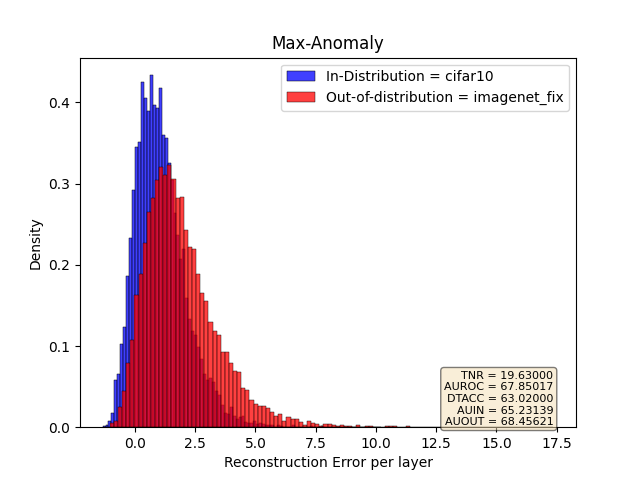 Max-Anomaly
In-Distribution = cifar10
Out-of-distribution = imagenet_fix
Density
0.4
0.3
0.2
0.1
0.0
TNR = 19.63000
AUROC = 67.85017
DTACC = 63.02000
AUIN = 65.23139
AUOUT = 68.45621
0.0 2.5 5.0 7.5 10.0 12.5 15.0 17.5
Reconstruction Error per layer